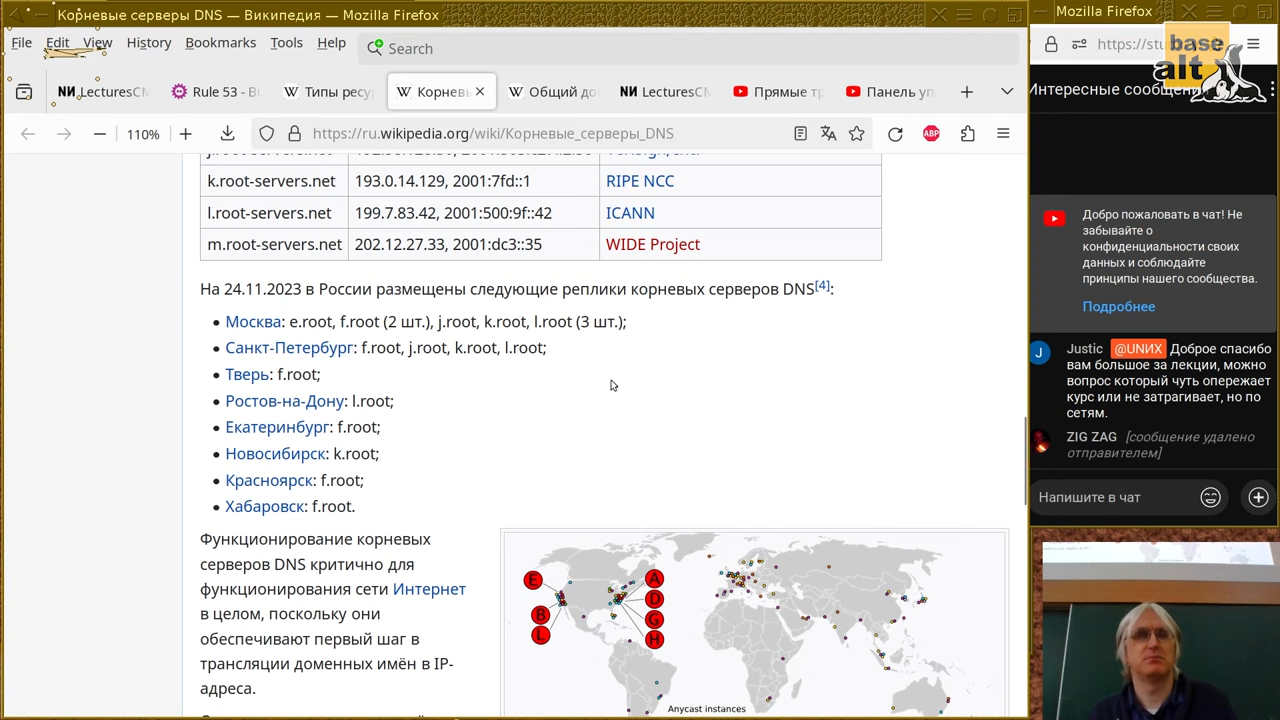 Корневые серверы DNS — Википедия — Mozilla Firefox
Mozilla Firefox
File Edit View History Bookmarks Tools Help
Search
LecturesCM
Rule 53 - Bi
Типы ресу
Корневь
Общий до
LecturesCM
Прямые тр
Панель уп
110%
https://ru.wikipedia.org/wiki/Корневые_серверы_DNS
k.root-servers.net 193.0.14.129, 2001:7fd::1 RIPE NCC
l.root-servers.net 199.7.83.42, 2001:500:9f::42 ICANN
m.root-servers.net 202.12.27.33, 2001:dc3::35 WIDE Project
На 24.11.2023 в России размещены следующие реплики корневых серверов DNS[4]:
Москва: e.root, f.root (2 шт.), j.root, k.root, l.root (3 шт.);
Санкт-Петербург: f.root, j.root, k.root, l.root;
Тверь: f.root;
Ростов-на-Дону: l.root;
Екатеринбург: f.root;
Новосибирск: k.root;
Красноярск: f.root;
Хабаровск: f.root.
Функционирование корневых
серверов DNS критично для
функционирования сети Интернет
в целом, поскольку они
обеспечивают первый шаг в
трансляции доменных имён в IP-
адреса.
E
B
L
A
D
G
H
Anycast instances
https://stu
base
alt
Интересные сообщени
Добро пожаловать в чат! Не
забывайте о
конфиденциальности своих
данных и соблюдайте
принципы нашего сообщества.
Подробнее
J
Justic @UNИX Доброе спасибо
вам большое за лекции, можно
вопрос который чуть опережает
курс или не затрагивает, но по
сетям.
ZIG ZAG [сообщение удалено
отправителем]
Напишите в чат